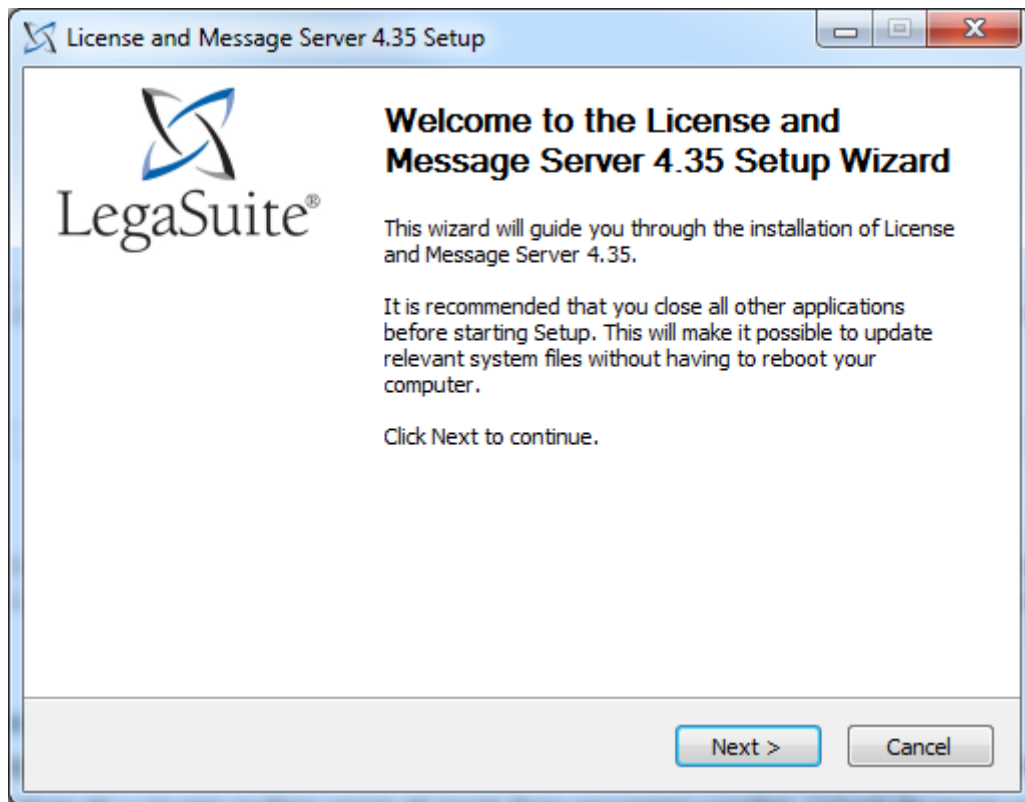 License and Message Server 4.35 Setup
LegaSuite®
Welcome to the License and
Message Server 4.35 Setup Wizard
This wizard will guide you through the installation of License
and Message Server 4.35.
It is recommended that you close all other applications
before starting Setup. This will make it possible to update
relevant system files without having to reboot your
computer.
Click Next to continue.
Next >
Cancel